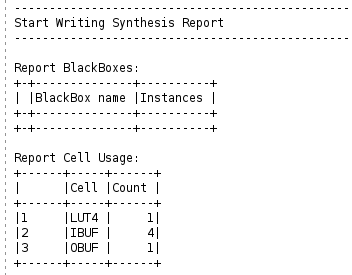 ------------------------------------------------
Start Writing Synthesis Report
------------------------------------------------

Report BlackBoxes:
+-+--------------+----------+
| |BlackBox name |Instances |
+-+--------------+----------+
+-+--------------+----------+

Report Cell Usage:
+------+-----+------+
|      |Cell |Count |
+------+-----+------+
|1     |LUT4 |     1|
|2     |IBUF |     4|
|3     |OBUF |     1|
+------+-----+------+